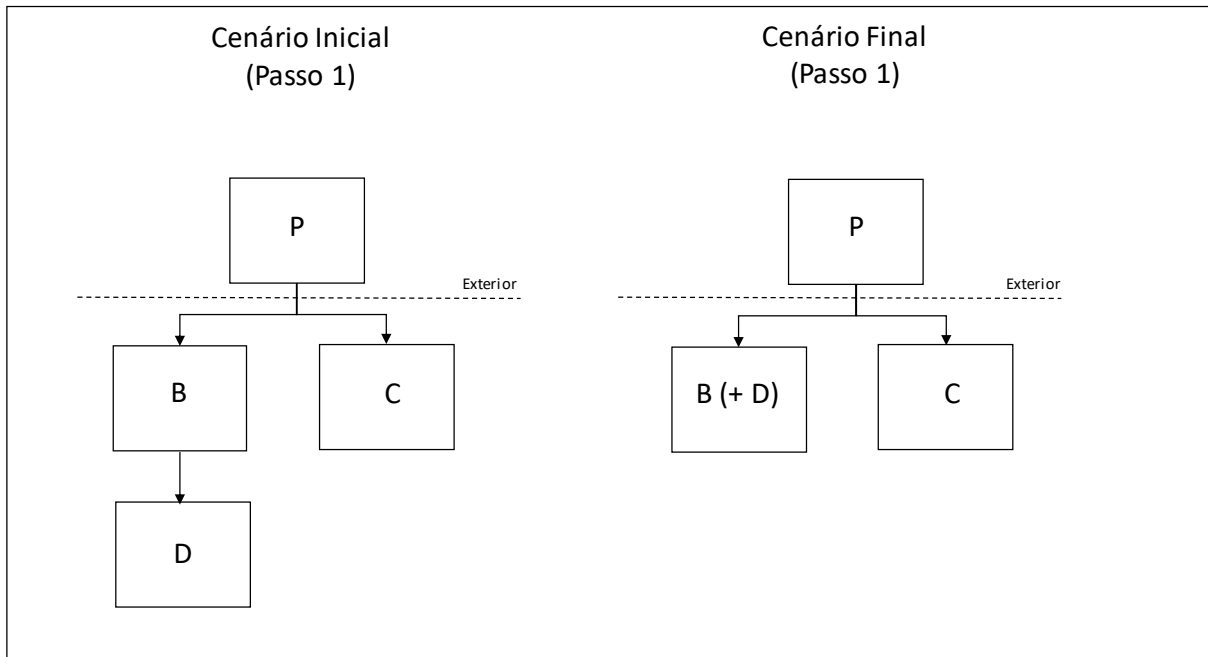 Cenário Inicial
(Passo 1)
P
Exterior
B
C
D
Cenário Final
(Passo 1)
P
Exterior
B (+ D)
C